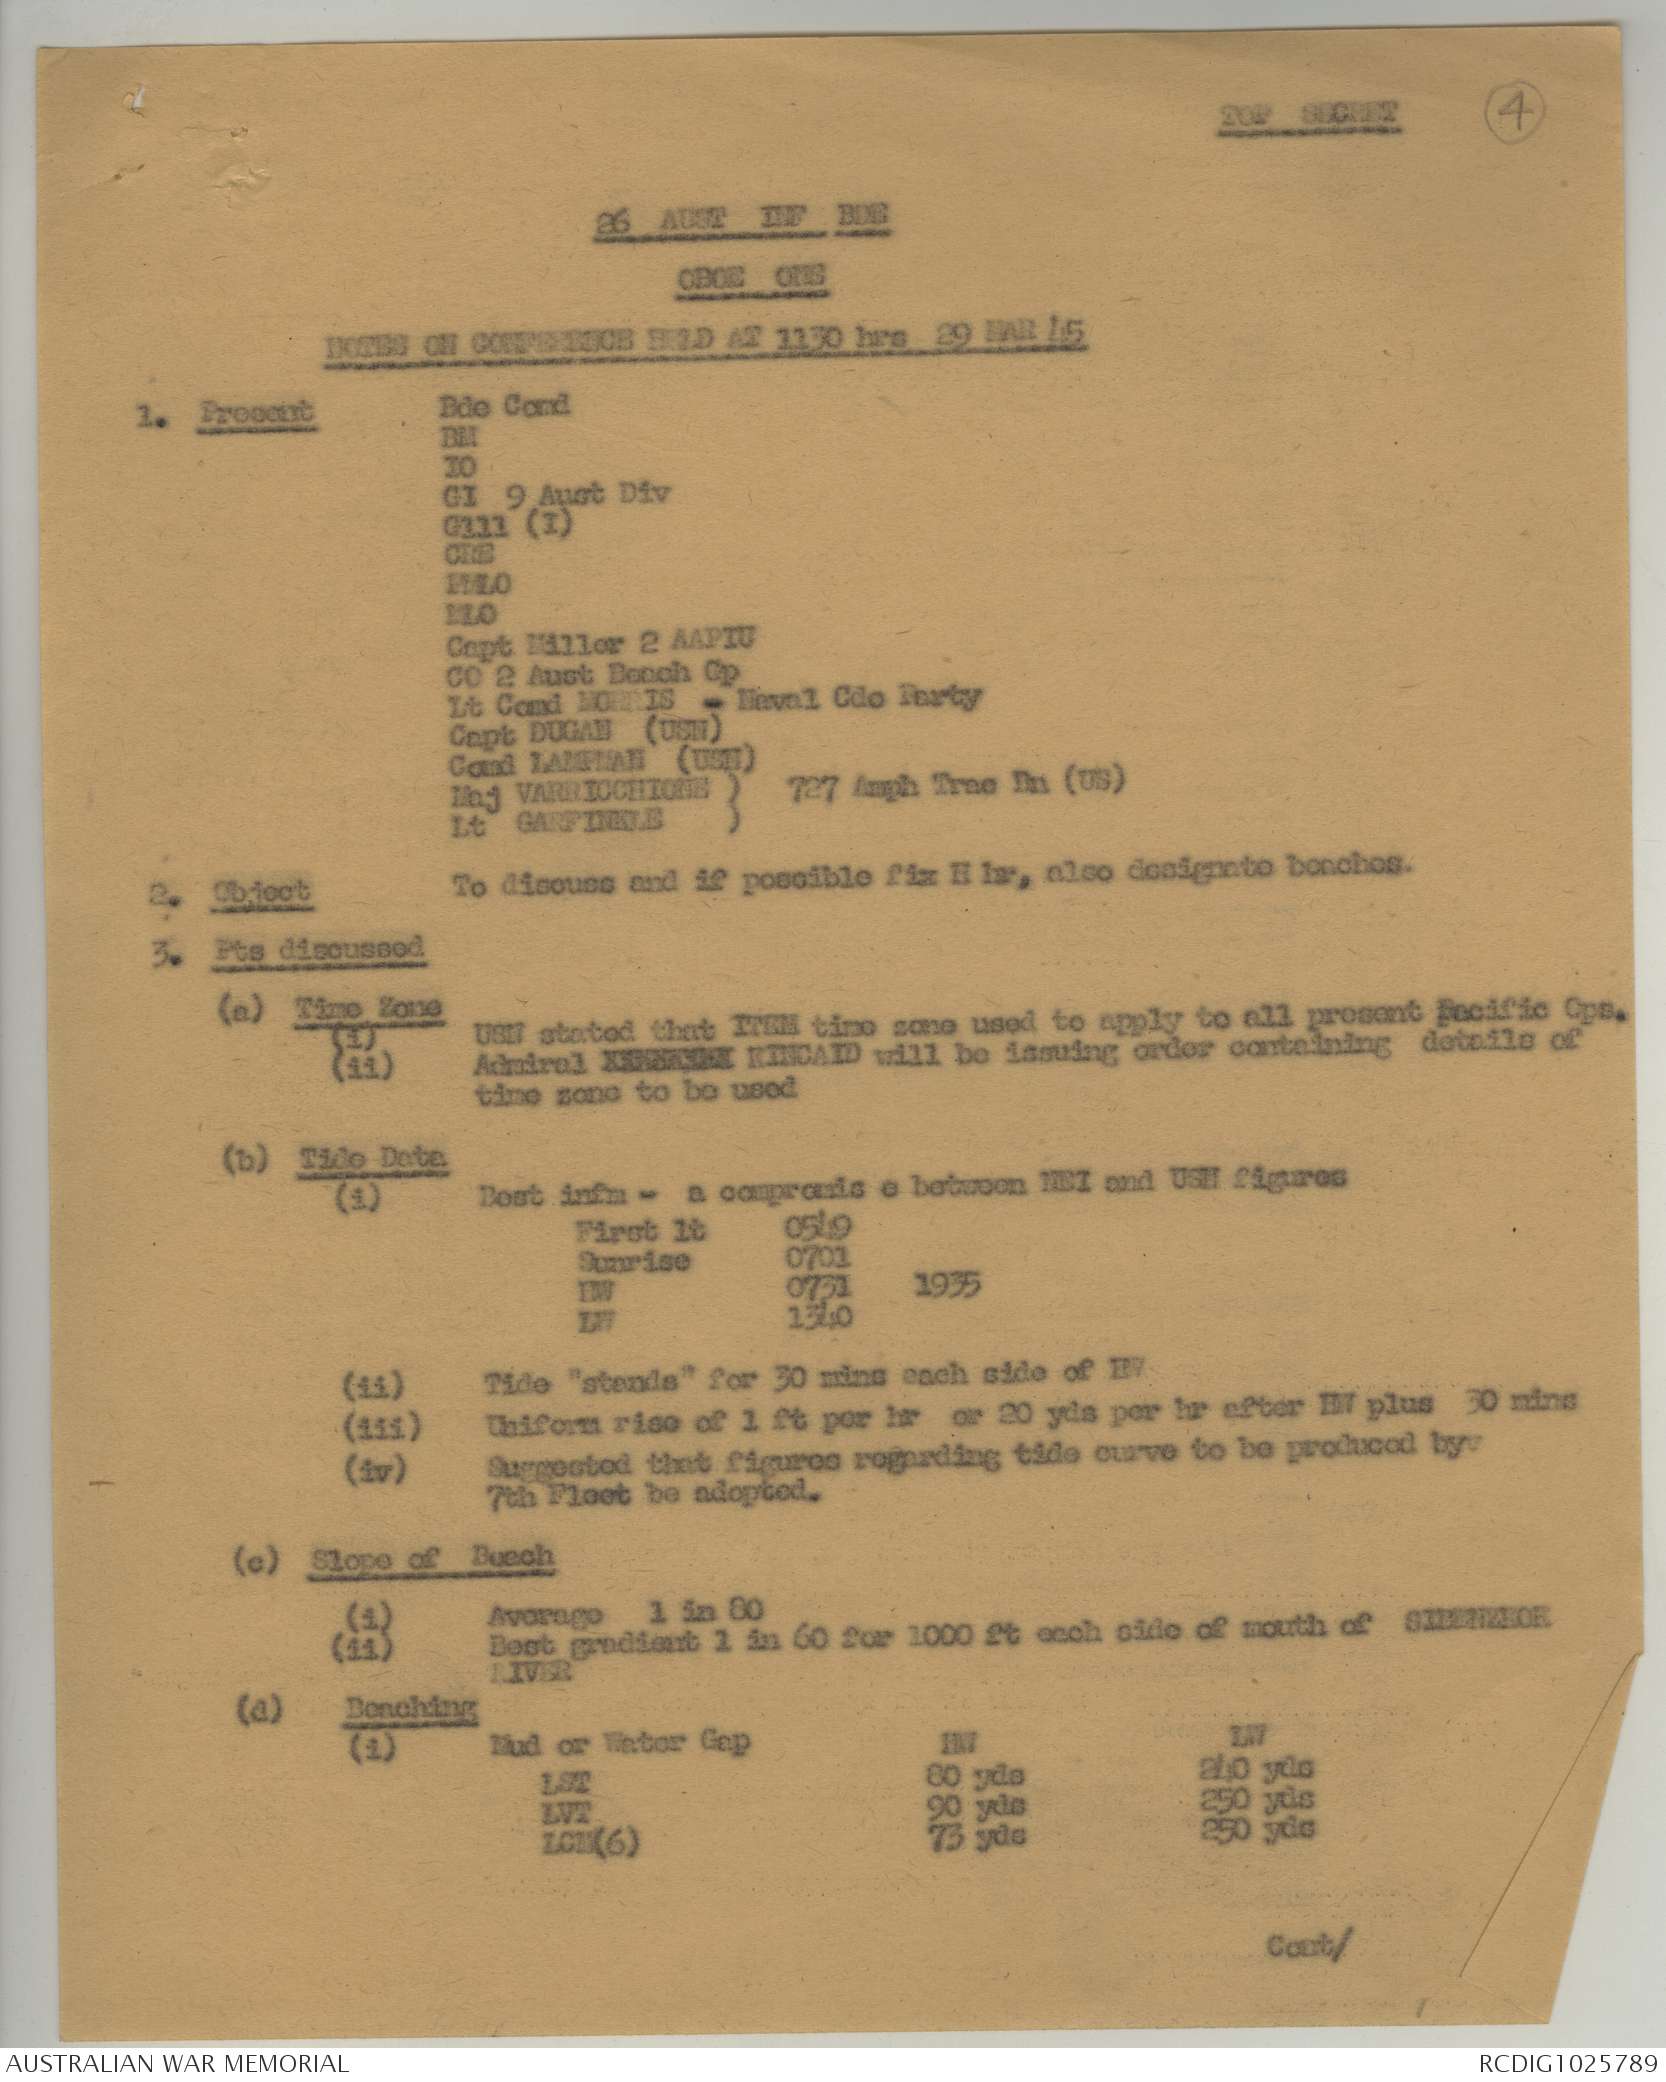 TOP SECRET
4
26 AUST INF BDE
OBOE ONE
NOTES ON CONFERENCE HELD AT 1130 hrs 29 MAR 45
1. Present
Bde Comd
BM
IO
GI 9 Aust Div
G111 (I)
CRE
PMLO
MLO
Capt Miller 2 AAPIU
CO 2 Aust Beach Gp
Lt Comd MORRIS - Naval Cdo Party
Capt DUGAN (USN)
Comd LAMPMAN (USN)
Maj VARRICCHIONE ) 727 Amph Trac Bn (US)
Lt GARFINKLE )
2. Object
To discuss and if possible fix H hr, also designate beaches.
3. Pts discussed
(a) Time Zone
(i) USN stated that ITEM time zone used to apply to all present Pacific Ops.
(ii) Admiral KINCAID will be issuing order containing details of
time zone to be used
(b) Tide Data
(i) Best infm - a compromis e between NEI and USN figures
First lt 0549
Sunrise 0701
HW 0731 1935
LW 1340
(ii) Tide "stands" for 30 mins each side of HW
(iii) Uniform rise of 1 ft per hr or 20 yds per hr after HW plus 30 mins
(iv) Suggested that figures regarding tide curve to be produced by
7th Fleet be adopted.
(c) Slope of Beach
(i) Average 1 in 80
(ii) Best gradient 1 in 60 for 1000 ft each side of mouth of
RIVER
(d) Beaching
(i) Mud or Water Gap HW LW
LST 80 yds 240 yds
LVT 90 yds 250 yds
LCM(6) 73 yds 250 yds
Cont/
AUSTRALIAN WAR MEMORIAL
RCDIG1025789